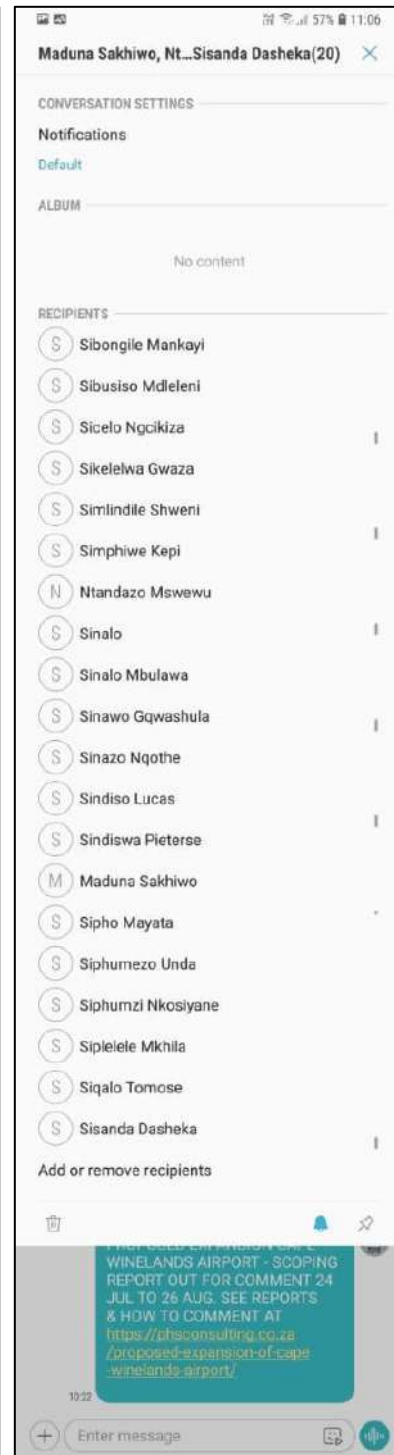 57% 11:06
Maduna Sakhiwo, Nt...Sisanda Dasheka(20)
CONVERSATION SETTINGS
Notifications
Default
ALBUM
No content
RECIPIENTS
S Sibongile Mankayi
S Sibusiso Mdleleni
S Sicelo Ngcikiza
S Sikelelwa Gwaza
S Simlindile Shweni
S Simphiwe Kepi
N Ntandazo Mswewu
S Sinalo
S Sinalo Mbulawa
S Sinawo Gqwashula
S Sinazo Nqothe
S Sindiso Lucas
S Sindiswa Pieterse
M Maduna Sakhiwo
S Sipho Mayata
S Siphumezo Unda
S Siphumzi Nkosiyane
S Siplelele Mkhila
S Siqalo Tomose
S Sisanda Dasheka
Add or remove recipients
PROPOSED EXPANSION CAPE
WINELANDS AIRPORT - SCOPING
REPORT OUT FOR COMMENT 24
JUL TO 26 AUG. SEE REPORTS
& HOW TO COMMENT AT
https://phsconsulting.co.za
/proposed-expansion-of-cape
-winelands-airport/
10:22
Enter message